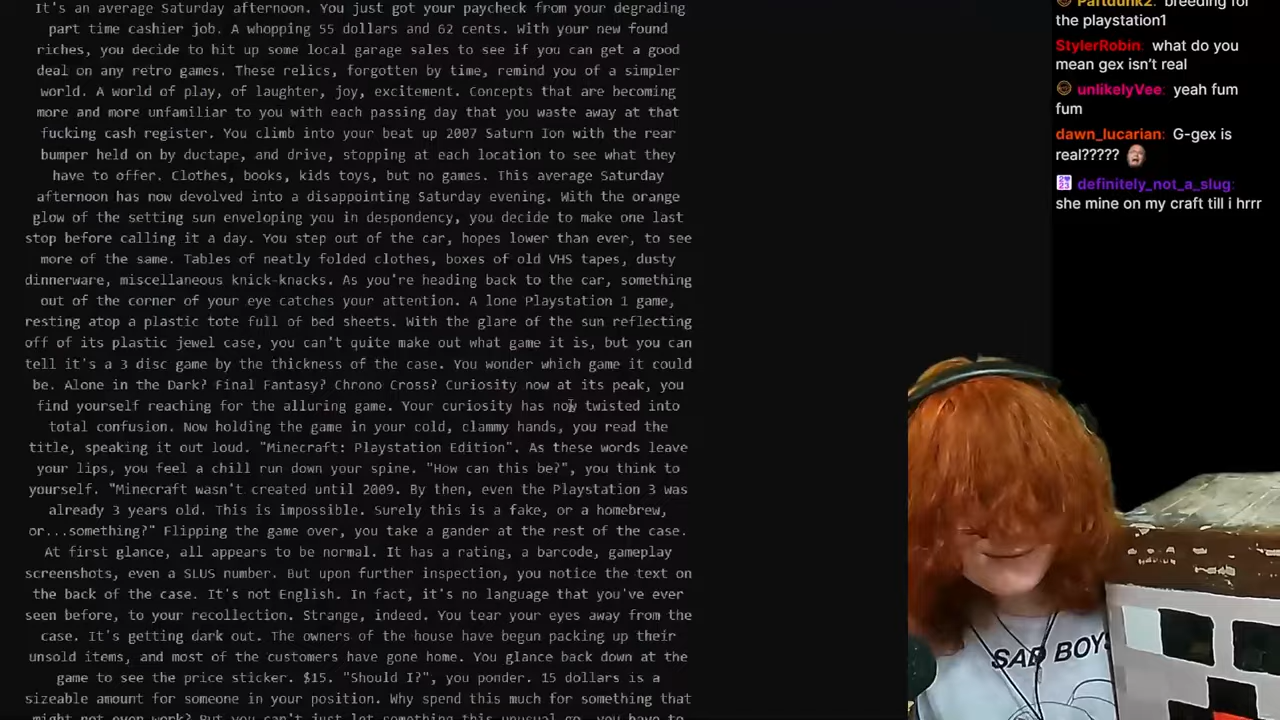 It's an average Saturday afternoon. You just got your paycheck from your degrading
part time cashier job. A whopping 55 dollars and 62 cents. With your new found
riches, you decide to hit up some local garage sales to see if you can get a good
deal on any retro games. These relics, forgotten by time, remind you of a simpler
world. A world of play, of laughter, joy, excitement. Concepts that are becoming
more and more unfamiliar to you with each passing day that you waste away at that
fucking cash register. You climb into your beat up 2007 Saturn Ion with the rear
bumper held on by ductape, and drive, stopping at each location to see what they
have to offer. Clothes, books, kids toys, but no games. This average Saturday
afternoon has now devolved into a disappointing Saturday evening. With the orange
glow of the setting sun enveloping you in despondency, you decide to make one last
stop before calling it a day. You step out of the car, hopes lower than ever, to see
more of the same. Tables of neatly folded clothes, boxes of old VHS tapes, dusty
dinnerware, miscellaneous knick-knacks. As you're heading back to the car, something
out of the corner of your eye catches your attention. A lone Playstation 1 game,
resting atop a plastic tote full of bed sheets. With the glare of the sun reflecting
off of its plastic jewel case, you can't quite make out what game it is, but you can
tell it's a 3 disc game by the thickness of the case. You wonder which game it could
be. Alone in the Dark? Final Fantasy? Chrono Cross? Curiosity now at its peak, you
find yourself reaching for the alluring game. Your curiosity has now twisted into
total confusion. Now holding the game in your cold, clammy hands, you read the
title, speaking it out loud. "Minecraft: Playstation Edition". As these words leave
your lips, you feel a chill run down your spine. "How can this be?", you think to
yourself. "Minecraft wasn't created until 2009. By then, even the Playstation 3 was
already 3 years old. This is impossible. Surely this is a fake, or a homebrew,
or...something?" Flipping the game over, you take a gander at the rest of the case.
At first glance, all appears to be normal. It has a rating, a barcode, gameplay
screenshots, even a SLUS number. But upon further inspection, you notice the text on
the back of the case. It's not English. In fact, it's no language that you've ever
seen before, to your recollection. Strange, indeed. You tear your eyes away from the
case. It's getting dark out. The owners of the house have begun packing up their
unsold items, and most of the customers have gone home. You glance back down at the
game to see the price sticker. $15. "Should I?", you ponder. 15 dollars is a
sizeable amount for someone in your position. Why spend this much for something that
might not even work? But you can't just let something this unusual go, you have to
breeding for
the playstation1
StylerRobin: what do you
mean gex isn't real
unlikelyVee: yeah fum
fum
dawn_lucarian: G-gex is
real?????
definitely_not_a_slug:
she mine on my craft till i hrrr
SAD BOYS